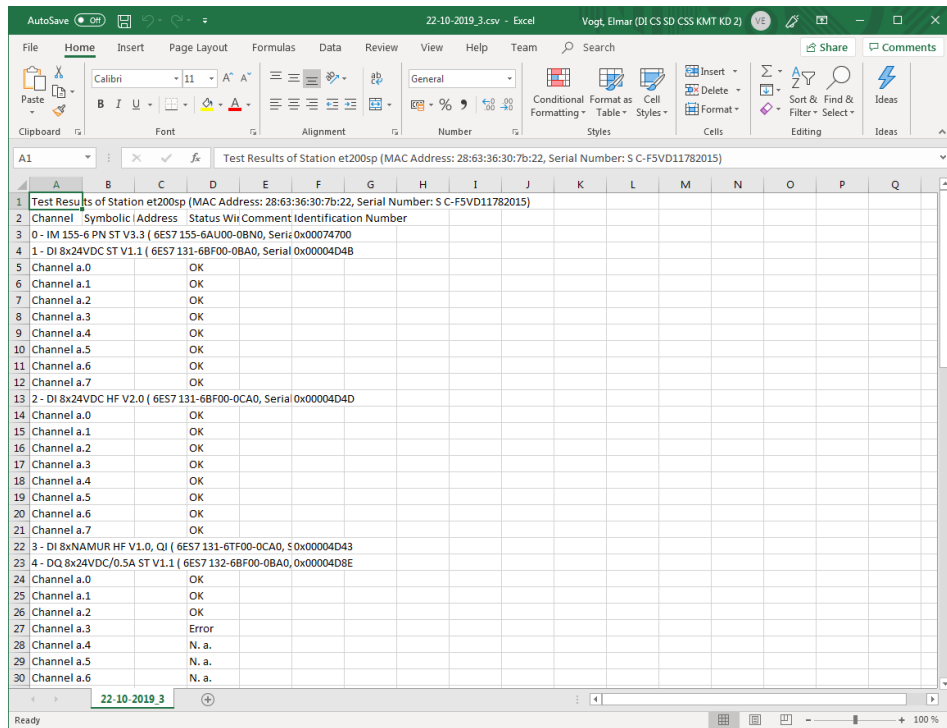 AutoSave Off 22-10-2019_3.csv - Excel Vogt, Elmar (DI CS SD CSS KMT KD 2) VE
File Home Insert Page Layout Formulas Data Review View Help Team Search Share Comments
Paste
Calibri 11 A^ A˅
B I U A
ab
General
% 9
Conditional Formatting
Format as Table
Cell Styles
Insert
Delete
Format
Sort & Filter
Find & Select
Ideas
Clipboard Font Alignment Number Styles Cells Editing Ideas
A1 fx Test Results of Station et200sp (MAC Address: 28:63:36:30:7b:22, Serial Number: S C-F5VD11782015)
A B C D E F G H I J K L M N O P Q
1 Test Results of Station et200sp (MAC Address: 28:63:36:30:7b:22, Serial Number: S C-F5VD11782015)
2 Channel Symbolic Address Status Wir Comment Identification Number
3 0 - IM 155-6 PN ST V3.3 ( 6ES7 155-6AU00-0BN0, Seria 0x00074700
4 1 - DI 8x24VDC ST V1.1 ( 6ES7 131-6BF00-0BA0, Serial 0x00004D4B
5 Channel a.0 OK
6 Channel a.1 OK
7 Channel a.2 OK
8 Channel a.3 OK
9 Channel a.4 OK
10 Channel a.5 OK
11 Channel a.6 OK
12 Channel a.7 OK
13 2 - DI 8x24VDC HF V2.0 ( 6ES7 131-6BF00-0CA0, Serial 0x00004D4D
14 Channel a.0 OK
15 Channel a.1 OK
16 Channel a.2 OK
17 Channel a.3 OK
18 Channel a.4 OK
19 Channel a.5 OK
20 Channel a.6 OK
21 Channel a.7 OK
22 3 - DI 8xNAMUR HF V1.0, QI ( 6ES7 131-6TF00-0CA0, S 0x00004D43
23 4 - DQ 8x24VDC/0.5A ST V1.1 ( 6ES7 132-6BF00-0BA0, 0x00004D8E
24 Channel a.0 OK
25 Channel a.1 OK
26 Channel a.2 OK
27 Channel a.3 Error
28 Channel a.4 N. a.
29 Channel a.5 N. a.
30 Channel a.6 N. a.
22-10-2019_3
Ready 100 %